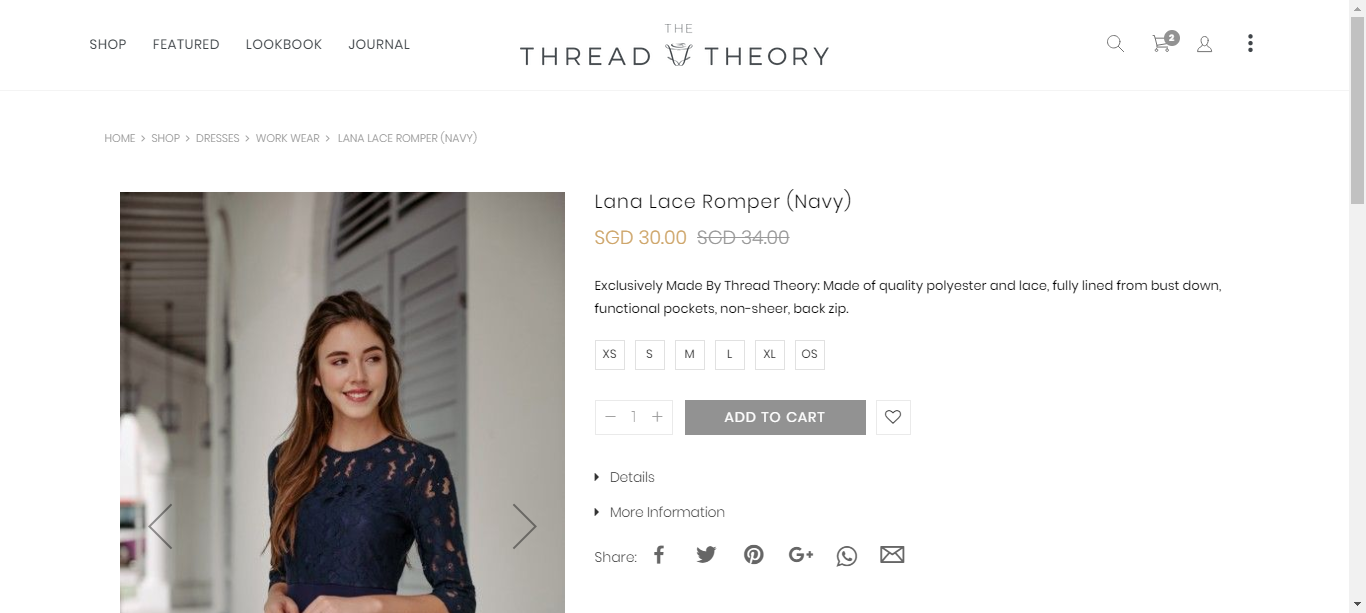 SHOP FEATURED LOOKBOOK JOURNAL
THE
THREAD THEORY
2
HOME > SHOP > DRESSES > WORK WEAR > LANA LACE ROMPER (NAVY)
Lana Lace Romper (Navy)
SGD 30.00 SGD 34.00
Exclusively Made By Thread Theory: Made of quality polyester and lace, fully lined from bust down,
functional pockets, non-sheer, back zip.
XS S M L XL OS
− 1 + ADD TO CART
Details
More Information
Share: